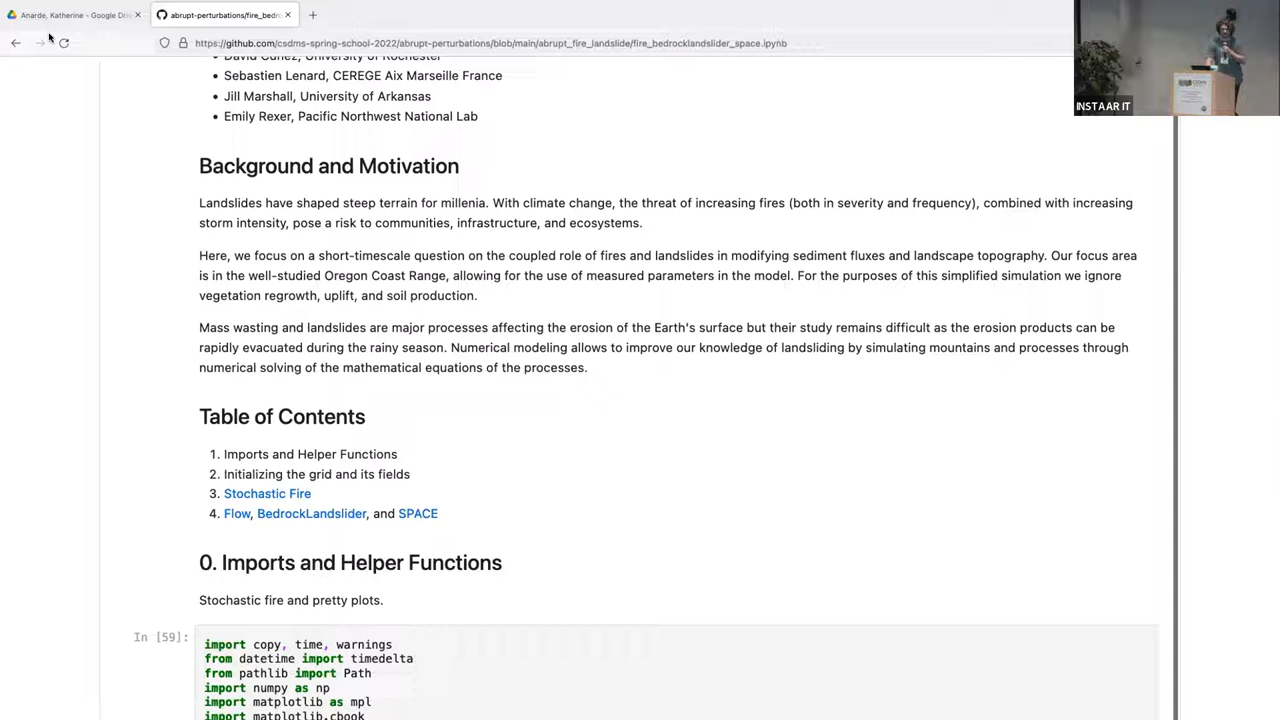 Anarde, Katherine - Google Dri
abrupt-perturbations/fire_bedr
https://github.com/csdms-spring-school-2022/abrupt-perturbations/blob/main/abrupt_fire_landslide/fire_bedrocklandslider_space.ipynb
INSTAAR IT
David Cúñez, University of Rochester
Sebastien Lenard, CEREGE Aix Marseille France
Jill Marshall, University of Arkansas
Emily Rexer, Pacific Northwest National Lab
Background and Motivation
Landslides have shaped steep terrain for millenia. With climate change, the threat of increasing fires (both in severity and frequency), combined with increasing
storm intensity, pose a risk to communities, infrastructure, and ecosystems.
Here, we focus on a short-timescale question on the coupled role of fires and landslides in modifying sediment fluxes and landscape topography. Our focus area
is in the well-studied Oregon Coast Range, allowing for the use of measured parameters in the model. For the purposes of this simplified simulation we ignore
vegetation regrowth, uplift, and soil production.
Mass wasting and landslides are major processes affecting the erosion of the Earth's surface but their study remains difficult as the erosion products can be
rapidly evacuated during the rainy season. Numerical modeling allows to improve our knowledge of landsliding by simulating mountains and processes through
numerical solving of the mathematical equations of the processes.
Table of Contents
1. Imports and Helper Functions
2. Initializing the grid and its fields
3. Stochastic Fire
4. Flow, BedrockLandslider, and SPACE
0. Imports and Helper Functions
Stochastic fire and pretty plots.
In [59]:
import copy, time, warnings
from datetime import timedelta
from pathlib import Path
import numpy as np
import matplotlib as mpl
import matplotlib.cbook